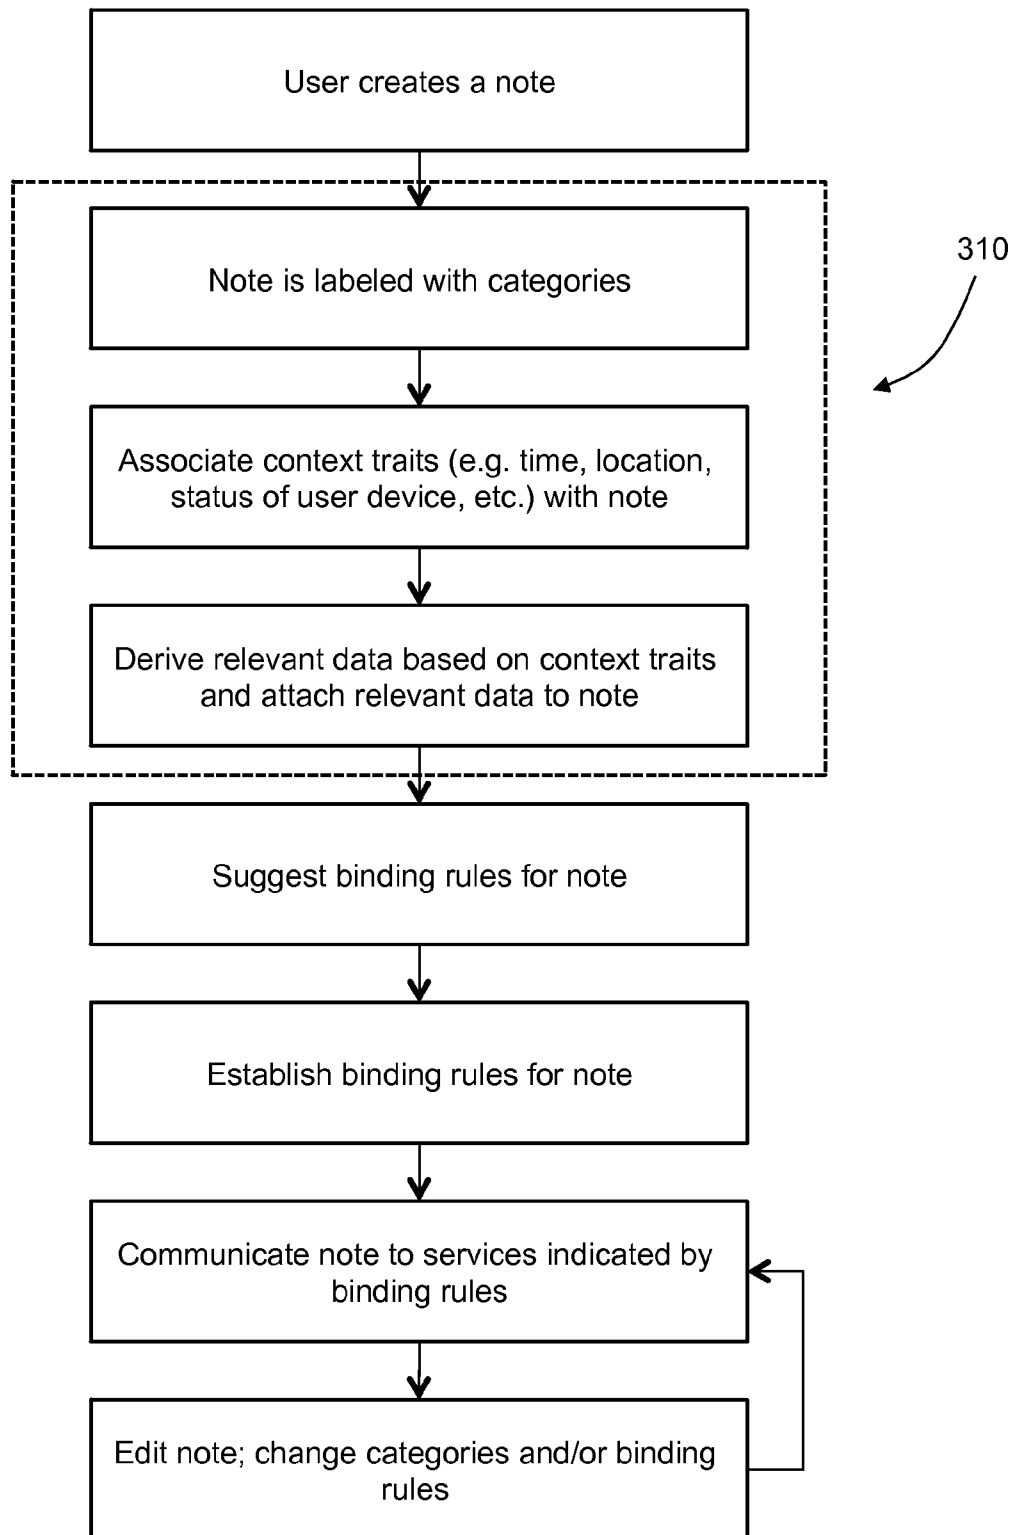 User creates a note
Note is labeled with categories
310
Associate context traits (e.g. time, location,
status of user device, etc.) with note
Derive relevant data based on context traits
and attach relevant data to note
Suggest binding rules for note
Establish binding rules for note
Communicate note to services indicated by
binding rules
Edit note; change categories and/or binding
rules